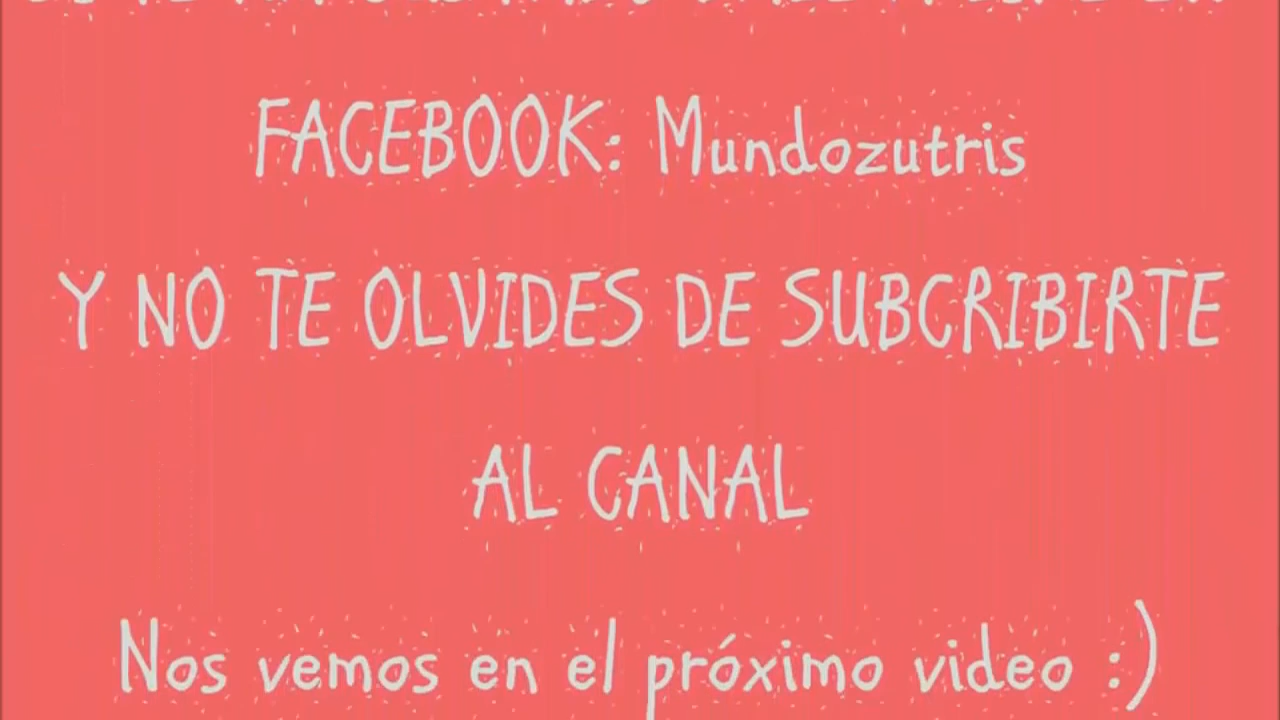 FACEBOOK: Mundozutris
Y NO TE OLVIDES DE SUBCRIBIRTE
AL CANAL
Nos vemos en el próximo video :)